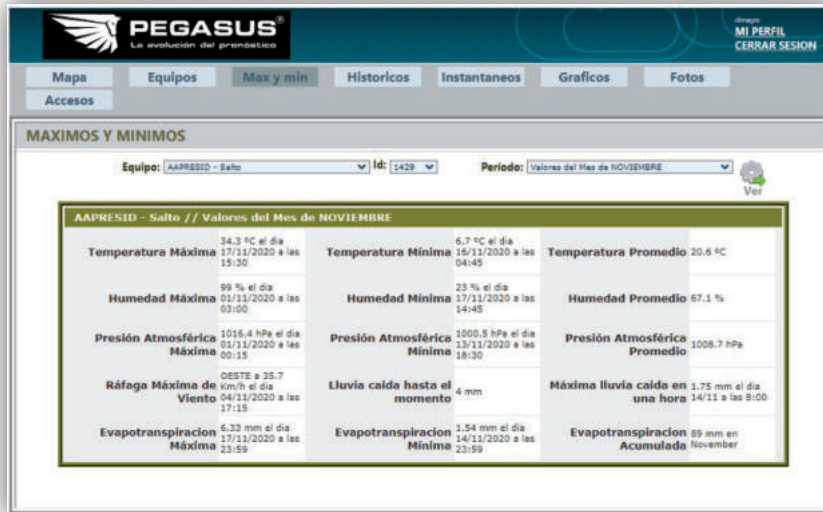 PEGASUS®
La evolución del pronóstico
MI PERFIL
CERRAR SESION
Mapa Equipos Max y min Historicos Instantaneos Graficos Fotos
Accesos
MAXIMOS Y MINIMOS
Equipo: AAPRESID - Salto Id: 1429 Período: Valores del Mes de NOVIEMBRE
Ver
AAPRESID - Salto // Valores del Mes de NOVIEMBRE
Temperatura Máxima 34.3 ºC el dia 17/11/2020 a las 15:30 Temperatura Mínima 6.7 ºC el dia 16/11/2020 a las 04:45 Temperatura Promedio 20.6 ºC
Humedad Máxima 99 % el dia 01/11/2020 a las 03:00 Humedad Mínima 23 % el dia 17/11/2020 a las 14:45 Humedad Promedio 67.1 %
Presión Atmosférica Máxima 1016.4 hPa el dia 01/11/2020 a las 00:15 Presión Atmosférica Mínima 1000.5 hPa el dia 13/11/2020 a las 18:30 Presión Atmosférica Promedio 1008.7 hPa
Ráfaga Máxima de Viento OESTE a 35.7 Km/h el dia 04/11/2020 a las 17:15 Lluvia caida hasta el momento 4 mm Máxima lluvia caida en una hora 1.75 mm el dia 14/11 a las 8:00
Evapotranspiracion Máxima 6.33 mm el dia 17/11/2020 a las 23:59 Evapotranspiracion Mínima 1.54 mm el dia 14/11/2020 a las 23:59 Evapotranspiracion Acumulada 89 mm en November